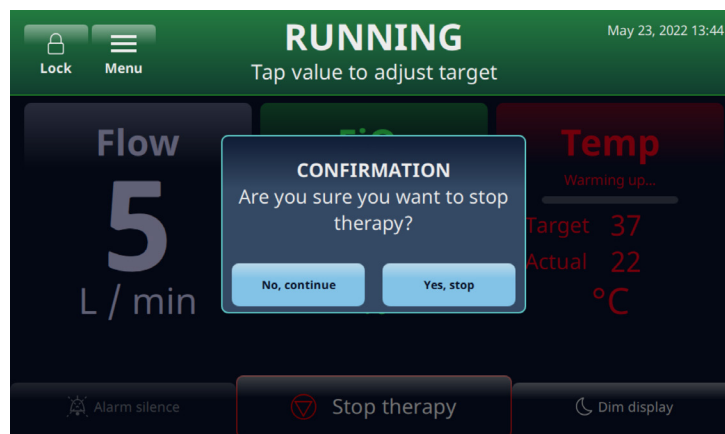 Lock
Menu
RUNNING
Tap value to adjust target
May 23, 2022 13:44
Flow
5
L / min
Temp
Warming up...
Target 37
Actual 22
°C
CONFIRMATION
Are you sure you want to stop
therapy?
No, continue
Yes, stop
Alarm silence
Stop therapy
Dim display